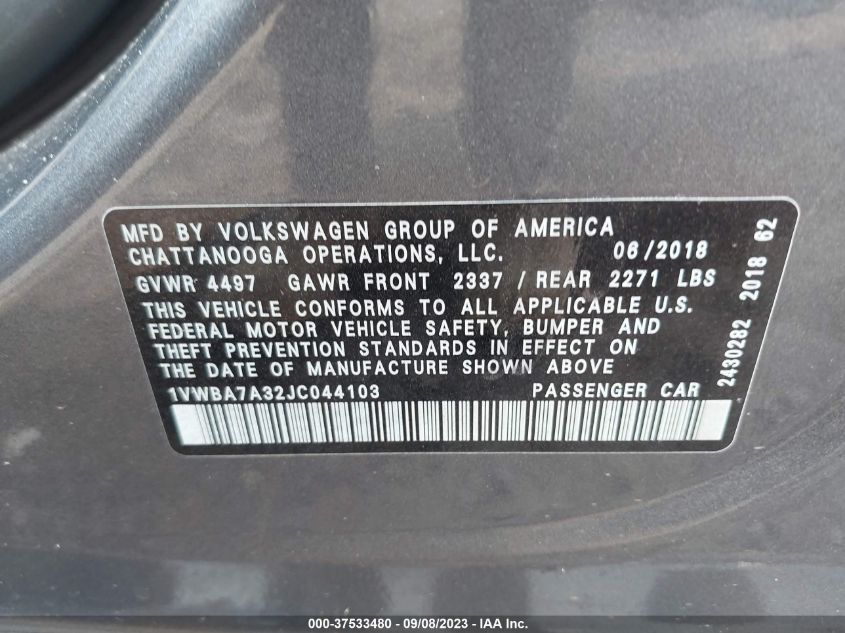 MFD BY VOLKSWAGEN GROUP OF AMERICA
CHATTANOOGA OPERATIONS, LLC. 06/2018
GVWR 4497 GAWR FRONT 2337 / REAR 2271 LBS
THIS VEHICLE CONFORMS TO ALL APPLICABLE U.S.
FEDERAL MOTOR VEHICLE SAFETY, BUMPER AND
THEFT PREVENTION STANDARDS IN EFFECT ON
THE DATE OF MANUFACTURE SHOWN ABOVE
1VWBA7A32JC044103 PASSENGER CAR
2430282 2018 62
000-37533480 - 09/08/2023 - IAA Inc.